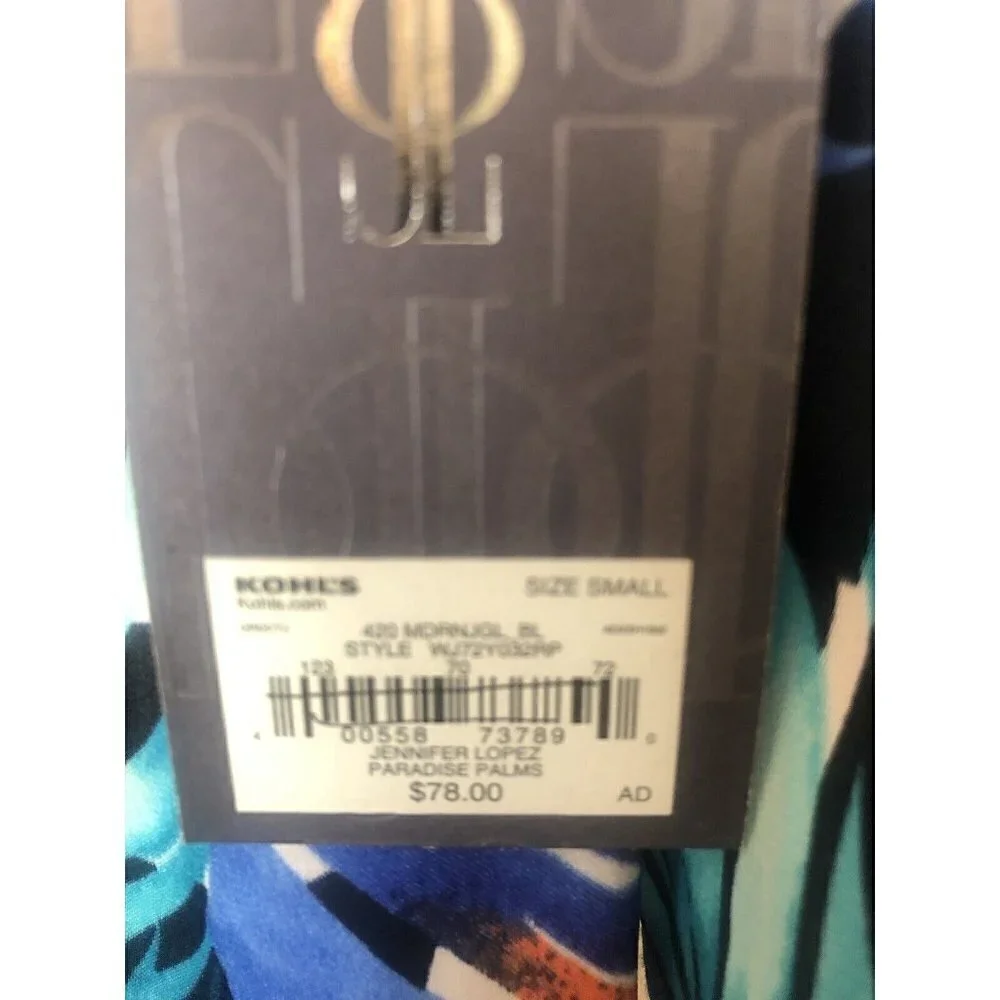 JL
KOHL'S SIZE SMALL
Kohls.com
420 MDRNJGL BL
STYLE WJ72Y032RP
123 70 72
4 00558 73789 0
JENNIFER LOPEZ
PARADISE PALMS
$78.00 AD